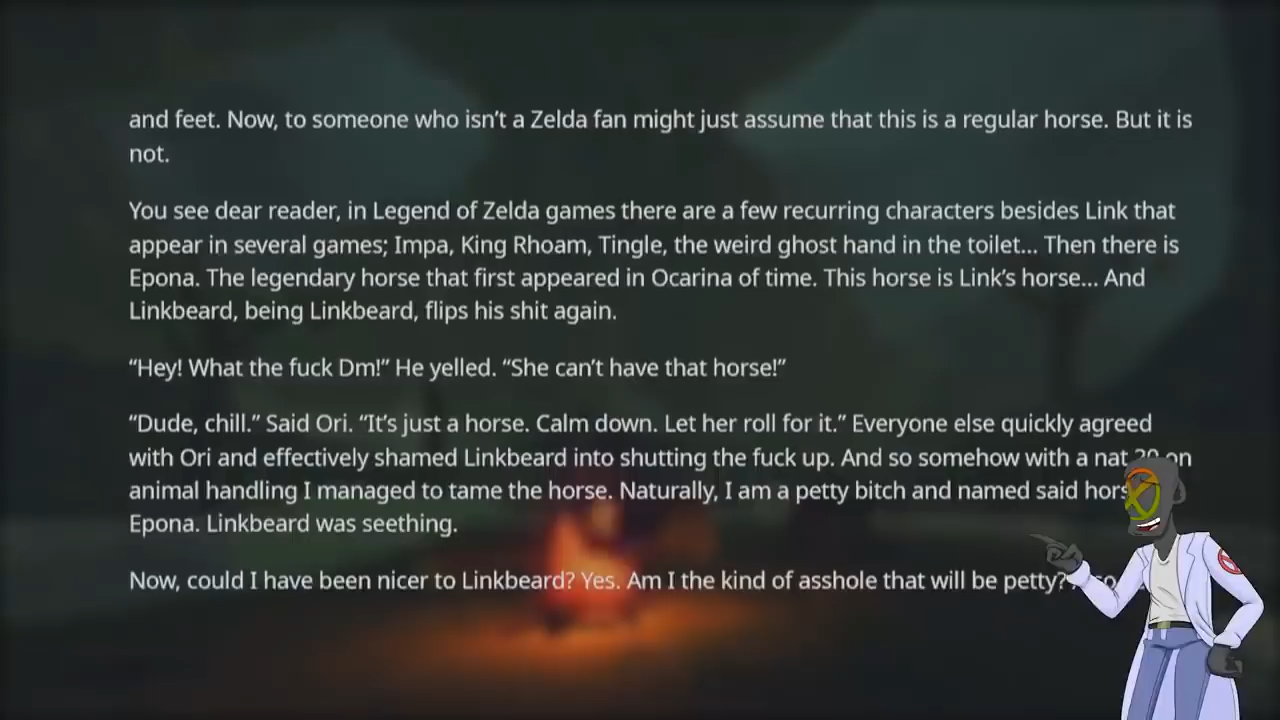 and feet. Now, to someone who isn’t a Zelda fan might just assume that this is a regular horse. But it is
not.
You see dear reader, in Legend of Zelda games there are a few recurring characters besides Link that
appear in several games; Impa, King Rhoam, Tingle, the weird ghost hand in the toilet... Then there is
Epona. The legendary horse that first appeared in Ocarina of time. This horse is Link’s horse... And
Linkbeard, being Linkbeard, flips his shit again.
“Hey! What the fuck Dm!” He yelled. “She can’t have that horse!”
“Dude, chill.” Said Ori. “It’s just a horse. Calm down. Let her roll for it.” Everyone else quickly agreed
with Ori and effectively shamed Linkbeard into shutting the fuck up. And so somehow with a nat 20 on
animal handling I managed to tame the horse. Naturally, I am a petty bitch and named said
Epona. Linkbeard was seething.
Now, could I have been nicer to Linkbeard? Yes. Am I the kind of asshole that will be petty?